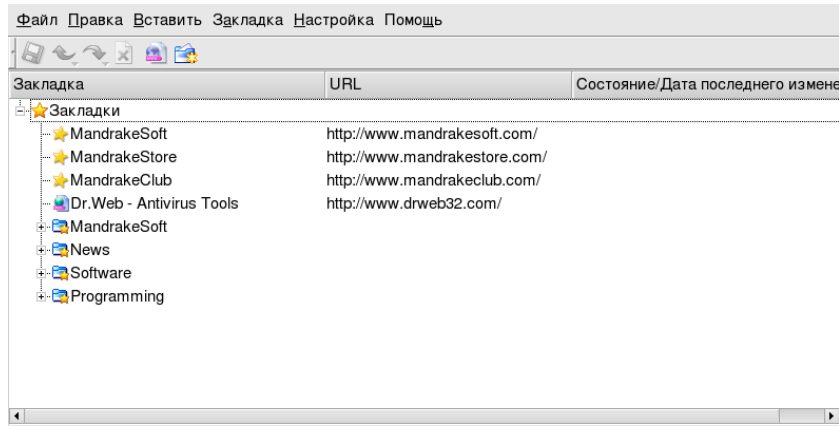 Файл Правка Вставить Закладка Настройка Помощь
Закладка URL Состояние/Дата последнего измене
Закладки
MandrakeSoft http://www.mandrakesoft.com/
MandrakeStore http://www.mandrakestore.com/
MandrakeClub http://www.mandrakeclub.com/
Dr.Web - Antivirus Tools http://www.drweb32.com/
MandrakeSoft
News
Software
Programming